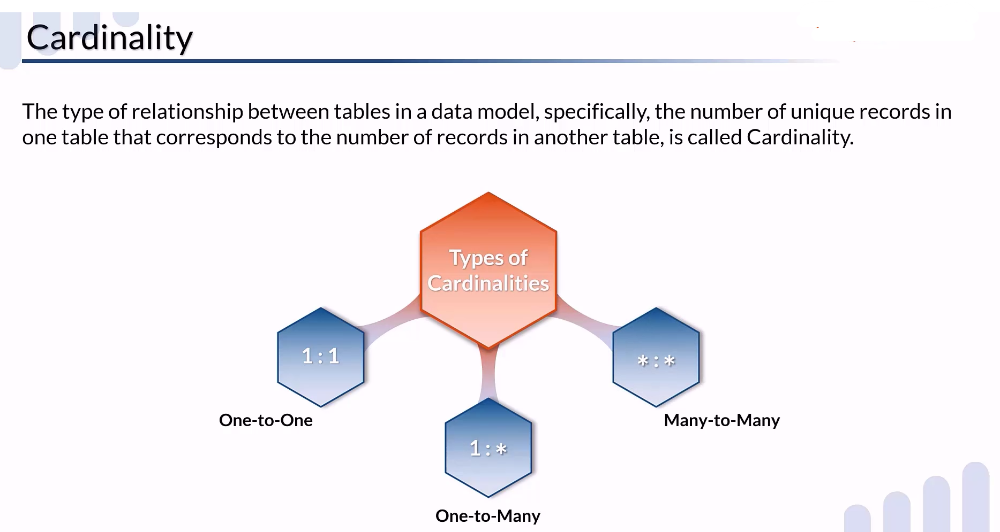 Cardinality
The type of relationship between tables in a data model, specifically, the number of unique records in
one table that corresponds to the number of records in another table, is called Cardinality.
Types of
Cardinalities
1 : 1
* : *
One-to-One
Many-to-Many
1 : *
One-to-Many